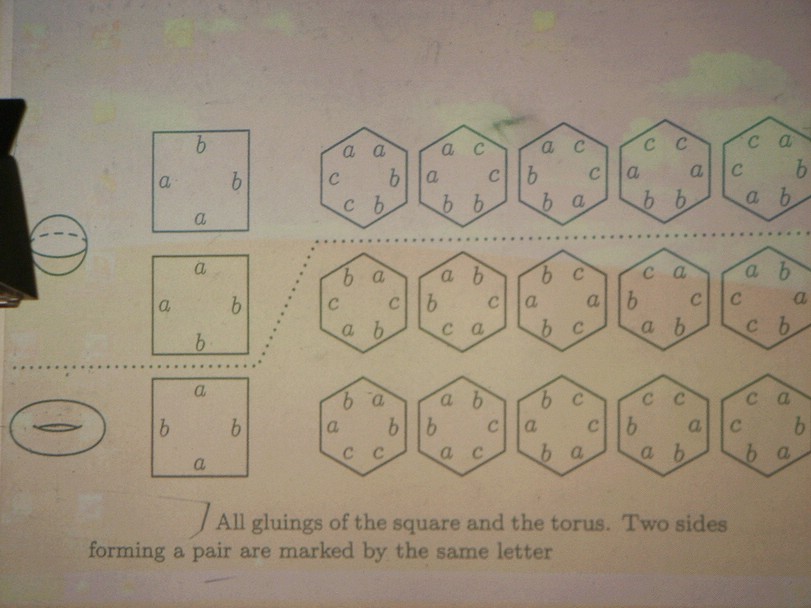 b a a a c a c c c c a
a b c b a c b c a a c b
a c b b b b a b b a b
a b a a b b c c a a b
a b c c b c a a b c c a
b a b c a b c a b c b
a b a a b b c c c c a
b b a b b c a c b a c b
a c c a c b a a b b a
All gluings of the square and the torus. Two sides
forming a pair are marked by the same letter